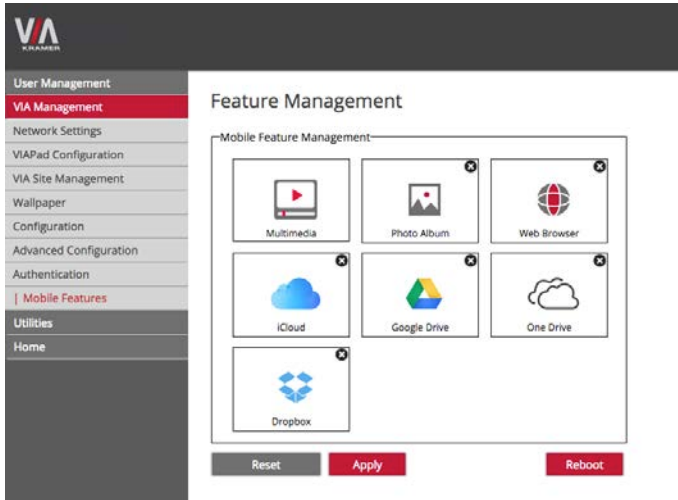 VIA
KRAMER
User Management
VIA Management
Network Settings
VIAPad Configuration
VIA Site Management
Wallpaper
Configuration
Advanced Configuration
Authentication
| Mobile Features
Utilities
Home
Feature Management
Mobile Feature Management
Multimedia
Photo Album
Web Browser
iCloud
Google Drive
One Drive
Dropbox
Reset
Apply
Reboot